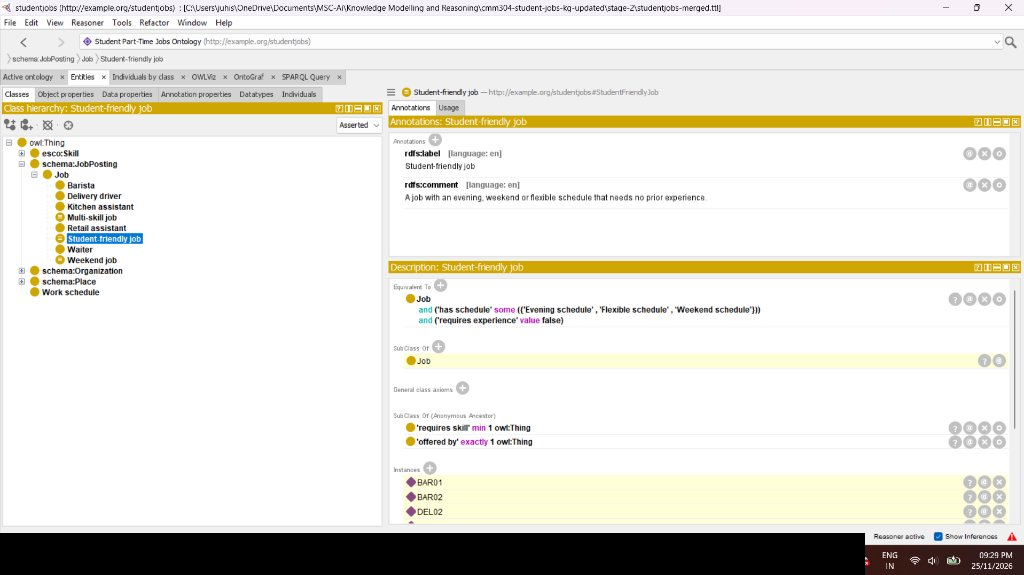 studentjobs (http://example.org/studentjobs) : [C:\Users\juhis\OneDrive\Documents\MSC-AI\Knowledge Modelling and Reasoning\cmm304-student-jobs-kg-updated\stage-2\studentjobs-merged.ttl]
File Edit View Reasoner Tools Refactor Window Help
Student Part-Time Jobs Ontology (http://example.org/studentjobs)
schema:JobPosting Job Student-friendly job
Active ontology × Entities × Individuals by class × OWLViz × OntoGraf × SPARQL Query ×
Classes Object properties Data properties Annotation properties Datatypes Individuals
Class hierarchy: Student-friendly job
Asserted
owl:Thing
esco:Skill
schema:JobPosting
Job
Barista
Delivery driver
Kitchen assistant
Multi-skill job
Retail assistant
Student-friendly job
Waiter
Weekend job
schema:Organization
schema:Place
Work schedule
Student-friendly job — http://example.org/studentjobs#StudentFriendlyJob
Annotations Usage
Annotations: Student-friendly job
Annotations
rdfs:label [language: en]
Student-friendly job
rdfs:comment [language: en]
A job with an evening, weekend or flexible schedule that needs no prior experience.
Description: Student-friendly job
Equivalent To
Job
and ('has schedule' some ({'Evening schedule' , 'Flexible schedule' , 'Weekend schedule'}))
and ('requires experience' value false)
SubClass Of
Job
General class axioms
SubClass Of (Anonymous Ancestor)
'requires skill' min 1 owl:Thing
'offered by' exactly 1 owl:Thing
Instances
BAR01
BAR02
DEL02
Reasoner active Show Inferences
ENG
IN
09:29 PM
25/11/2026